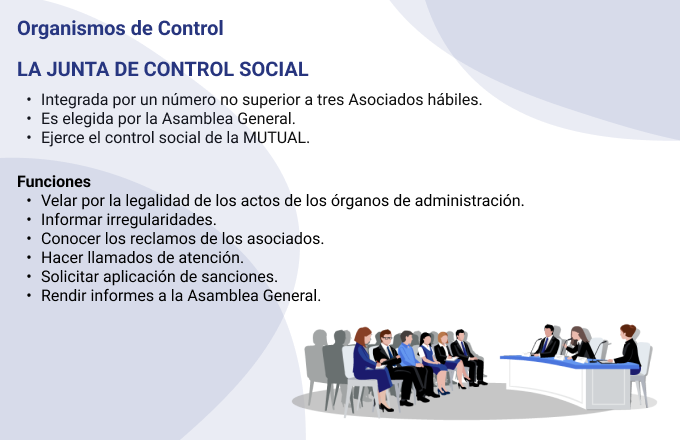 Organismos de Control
LA JUNTA DE CONTROL SOCIAL
• Integrada por un número no superior a tres Asociados hábiles.
• Es elegida por la Asamblea General.
• Ejerce el control social de la MUTUAL.
Funciones
• Velar por la legalidad de los actos de los órganos de administración.
• Informar irregularidades.
• Conocer los reclamos de los asociados.
• Hacer llamados de atención.
• Solicitar aplicación de sanciones.
• Rendir informes a la Asamblea General.